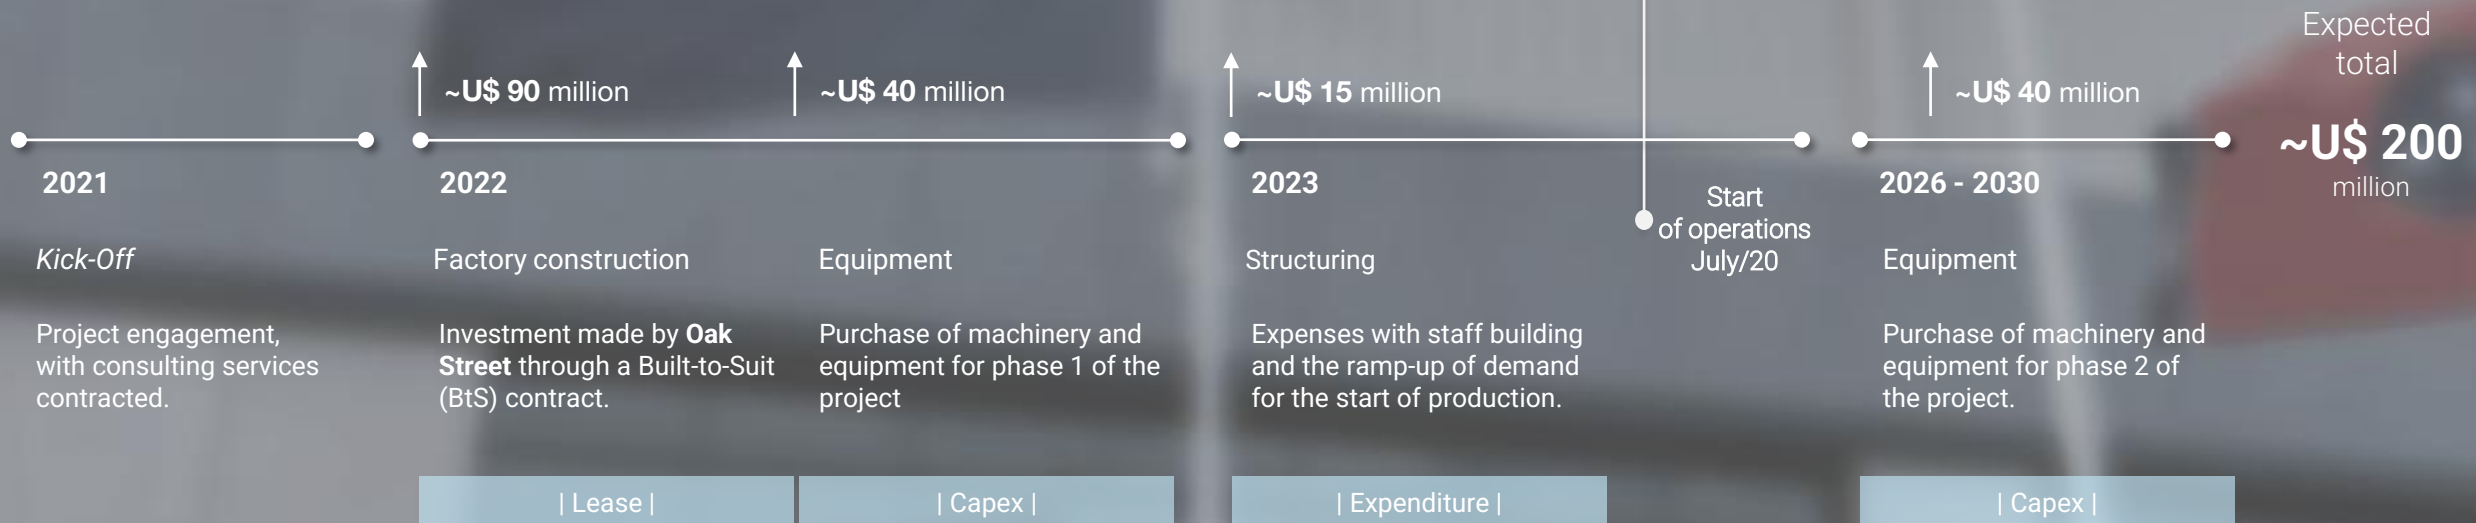 ~U$ 90 million
~U$ 40 million
~U$ 15 million
~U$ 40 million
Expected
total
~U$ 200
million
2021
Kick-Off
Project engagement,
with consulting services
contracted.
2022
Factory construction
Investment made by Oak
Street through a Built-to-Suit
(BtS) contract.
| Lease |
Equipment
Purchase of machinery and
equipment for phase 1 of the
project
| Capex |
2023
Structuring
Expenses with staff building
and the ramp-up of demand
for the start of production.
| Expenditure |
Start
of operations
July/20
2026 - 2030
Equipment
Purchase of machinery and
equipment for phase 2 of
the project.
| Capex |